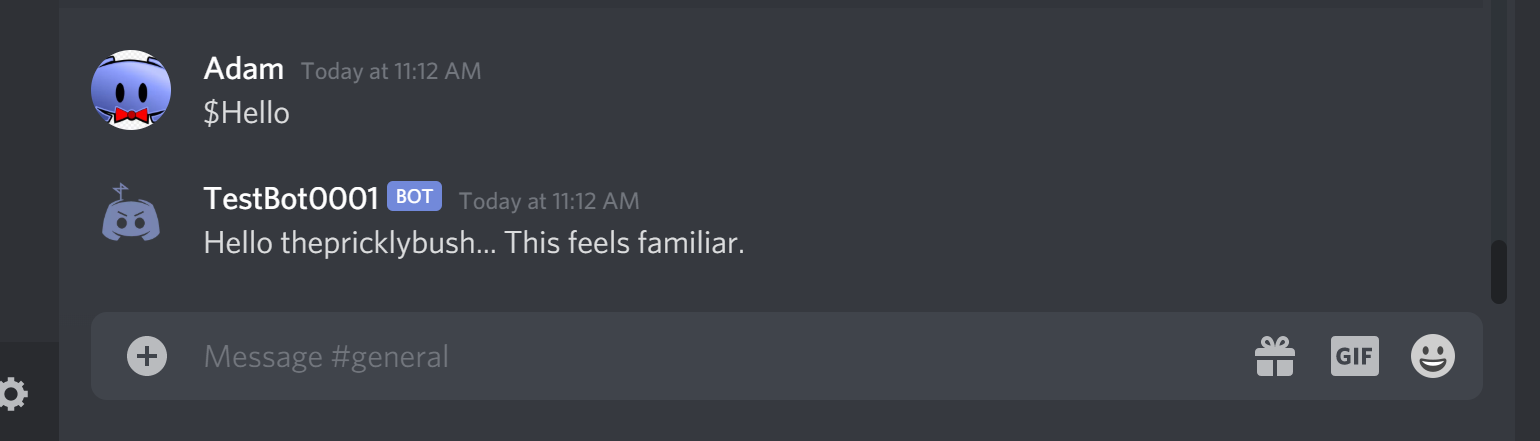 Adam Today at 11:12 AM
$Hello
TestBot0001 BOT Today at 11:12 AM
Hello thepricklybush... This feels familiar.
Message #general GIF